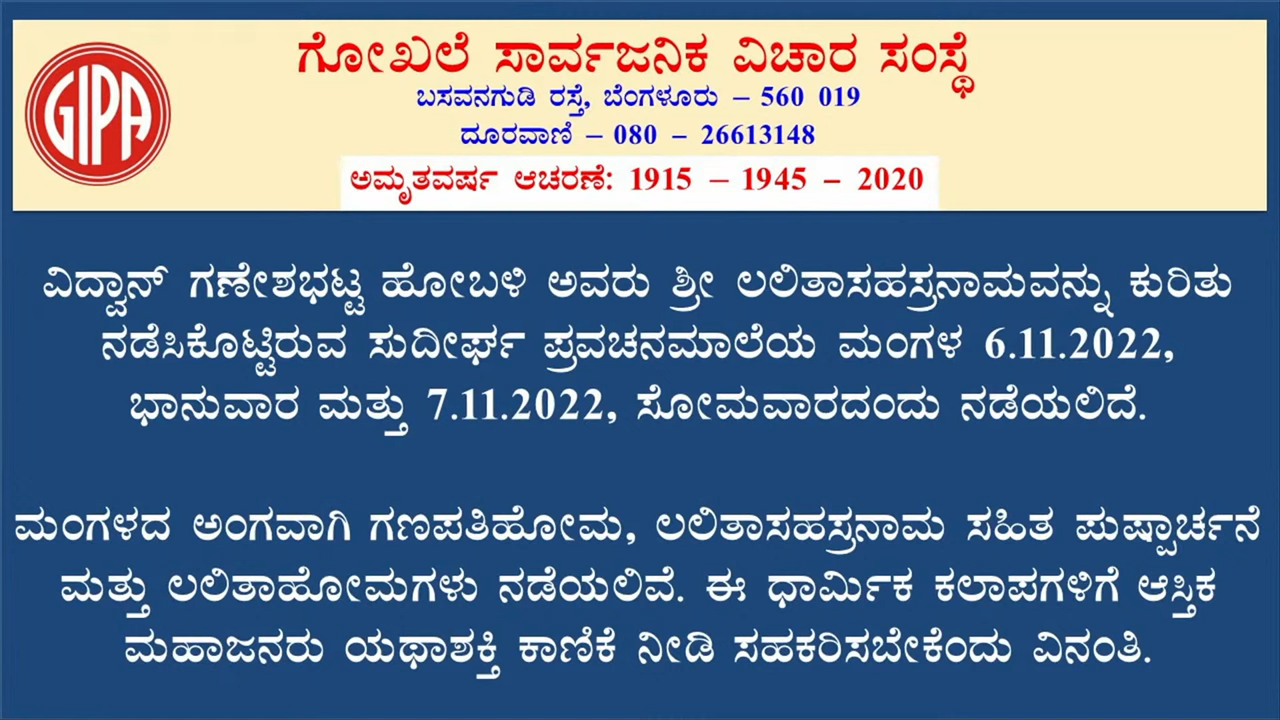 GIPA
ಗೋಖಲೆ ಸಾರ್ವಜನಿಕ ವಿಚಾರ ಸಂಸ್ಥೆ
ಬಸವನಗುಡಿ ರಸ್ತೆ, ಬೆಂಗಳೂರು – 560 019
ದೂರವಾಣಿ – 080 – 26613148
ಅಮೃತವರ್ಷ ಆಚರಣೆ: 1915 – 1945 – 2020
ವಿದ್ವಾನ್ ಗಣೇಶಭಟ್ಟ ಹೋಬಳಿ ಅವರು ಶ್ರೀ ಲಲಿತಾಸಹಸ್ರನಾಮವನ್ನು ಕುರಿತು
ನಡೆಸಿಕೊಟ್ಟಿರುವ ಸುದೀರ್ಘ ಪ್ರವಚನಮಾಲೆಯ ಮಂಗಳ 6.11.2022,
ಭಾನುವಾರ ಮತ್ತು 7.11.2022, ಸೋಮವಾರದಂದು ನಡೆಯಲಿದೆ.
ಮಂಗಳದ ಅಂಗವಾಗಿ ಗಣಪತಿಹೋಮ, ಲಲಿತಾಸಹಸ್ರನಾಮ ಸಹಿತ ಪುಷ್ಪಾರ್ಚನೆ
ಮತ್ತು ಲಲಿತಾಹೋಮಗಳು ನಡೆಯಲಿವೆ. ಈ ಧಾರ್ಮಿಕ ಕಲಾಪಗಳಿಗೆ ಆಸ್ತಿಕ
ಮಹಾಜನರು ಯಥಾಶಕ್ತಿ ಕಾಣಿಕೆ ನೀಡಿ ಸಹಕರಿಸಬೇಕೆಂದು ವಿನಂತಿ.